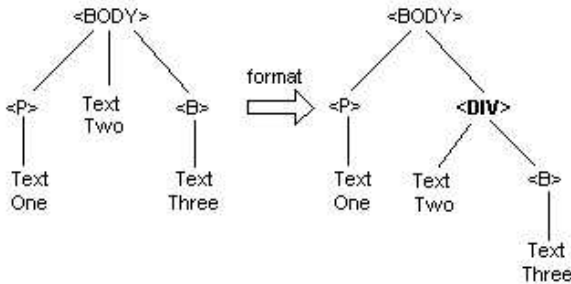 <BODY>
<BODY>
format
<P>
Text
Two
<B>
<P>
<DIV>
Text
One
Text
Three
Text
One
Text
Two
<B>
Text
Three